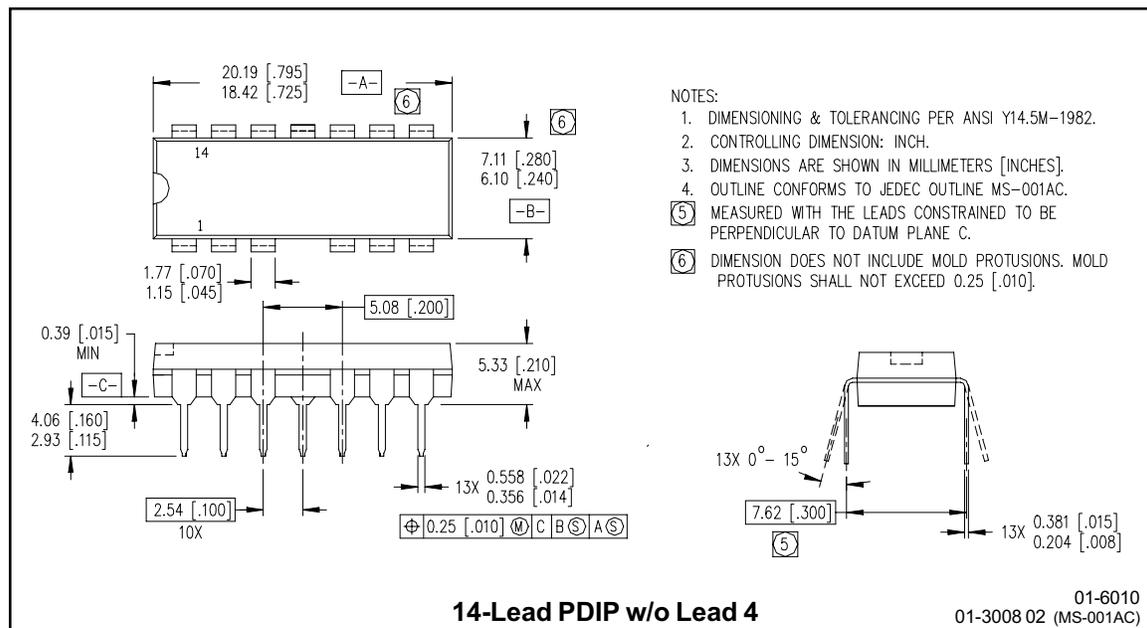 20.19 [.795]
18.42 [.725]
-A-
6
6
14
1
7.11 [.280]
6.10 [.240]
-B-
1.77 [.070]
1.15 [.045]
5.08 [.200]
0.39 [.015]
MIN
-C-
5.33 [.210]
MAX
4.06 [.160]
2.93 [.115]
2.54 [.100]
10X
13X 0.558 [.022]
0.356 [.014]
⌖ 0.25 [.010] Ⓜ C B Ⓢ A Ⓢ
NOTES:
1. DIMENSIONING & TOLERANCING PER ANSI Y14.5M-1982.
2. CONTROLLING DIMENSION: INCH.
3. DIMENSIONS ARE SHOWN IN MILLIMETERS [INCHES].
4. OUTLINE CONFORMS TO JEDEC OUTLINE MS-001AC.
5 MEASURED WITH THE LEADS CONSTRAINED TO BE
PERPENDICULAR TO DATUM PLANE C.
6 DIMENSION DOES NOT INCLUDE MOLD PROTUSIONS. MOLD
PROTUSIONS SHALL NOT EXCEED 0.25 [.010].
13X 0°- 15°
7.62 [.300]
5
13X 0.381 [.015]
0.204 [.008]
14-Lead PDIP w/o Lead 4
01-6010
01-3008 02 (MS-001AC)